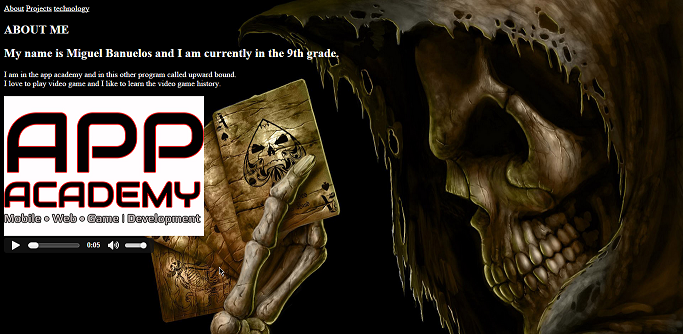 About Projects technology
ABOUT ME
My name is Miguel Banuelos and I am currently in the 9th grade.
I am in the app academy and in this other program called upward bound.
I love to play video game and I like to learn the video game history.
APP
ACADEMY
Mobile • Web • Game | Development
0:05